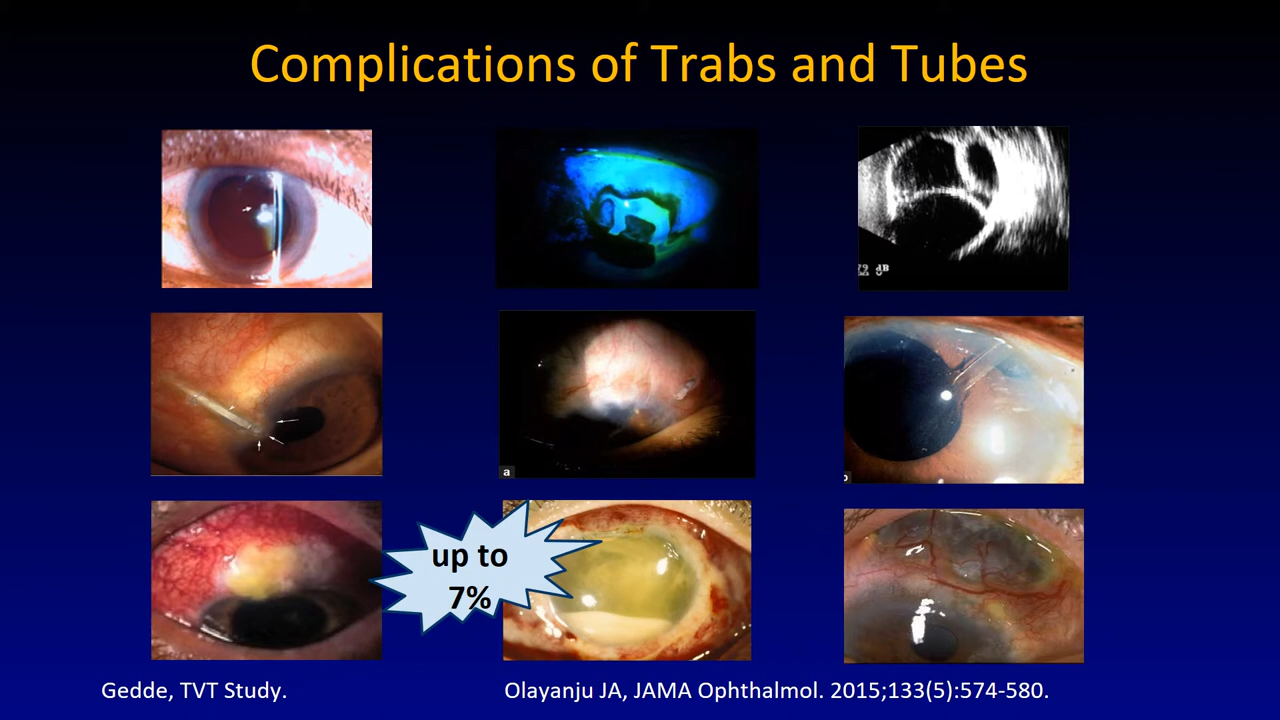 Complications of Trabs and Tubes
a
up to
7%
Gedde, TVT Study.
Olayanju JA, JAMA Ophthalmol. 2015;133(5):574-580.